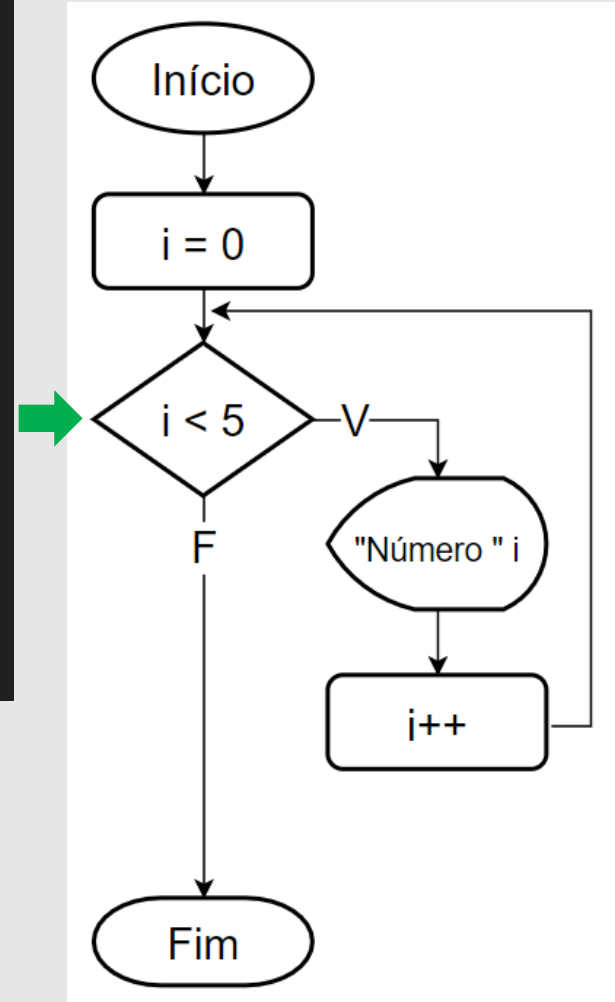 Início
i = 0
i < 5
V
F
"Número " i
i++
Fim